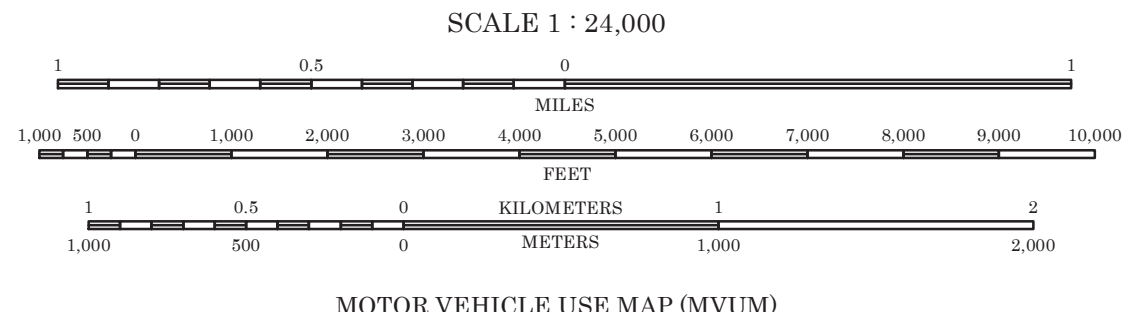 SCALE 1 : 24,000
1 0.5 0 1
MILES
1,000 500 0 1,000 2,000 3,000 4,000 5,000 6,000 7,000 8,000 9,000 10,000
FEET
1 0.5 0 KILOMETERS 1 2
1,000 500 0 METERS 1,000 2,000
MOTOR VEHICLE USE MAP (MVUM)